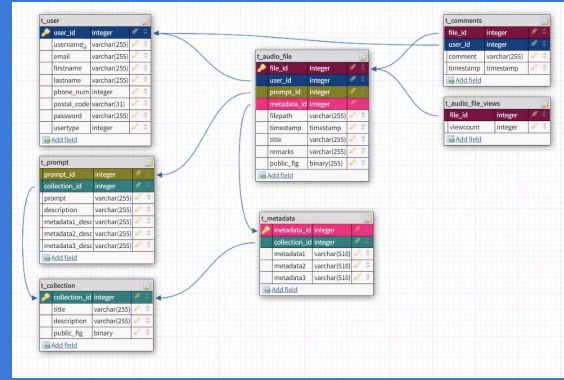 t_user
user_id integer
username varchar(255)
email varchar(255)
firstname varchar(255)
lastname varchar(255)
phone_num integer
postal_code varchar(31)
password varchar(255)
usertype integer
Add field
t_prompt
prompt_id integer
collection_id integer
prompt varchar(255)
description varchar(255)
metadata1_desc varchar(255)
metadata2_desc varchar(255)
metadata3_desc varchar(255)
Add field
t_collection
collection_id integer
title varchar(255)
description varchar(255)
public_flg binary
Add field
t_audio_file
file_id integer
user_id integer
prompt_id integer
metadata_id integer
filepath varchar(255)
timestamp timestamp
title varchar(255)
remarks varchar(255)
public_flg binary(255)
Add field
t_metadata
metadata_id integer
collection_id integer
metadata1 varchar(510)
metadata2 varchar(510)
metadata3 varchar(510)
Add field
t_comments
file_id integer
user_id integer
comment varchar(255)
timestamp timestamp
Add field
t_audio_file_views
file_id integer
viewcount integer
Add field